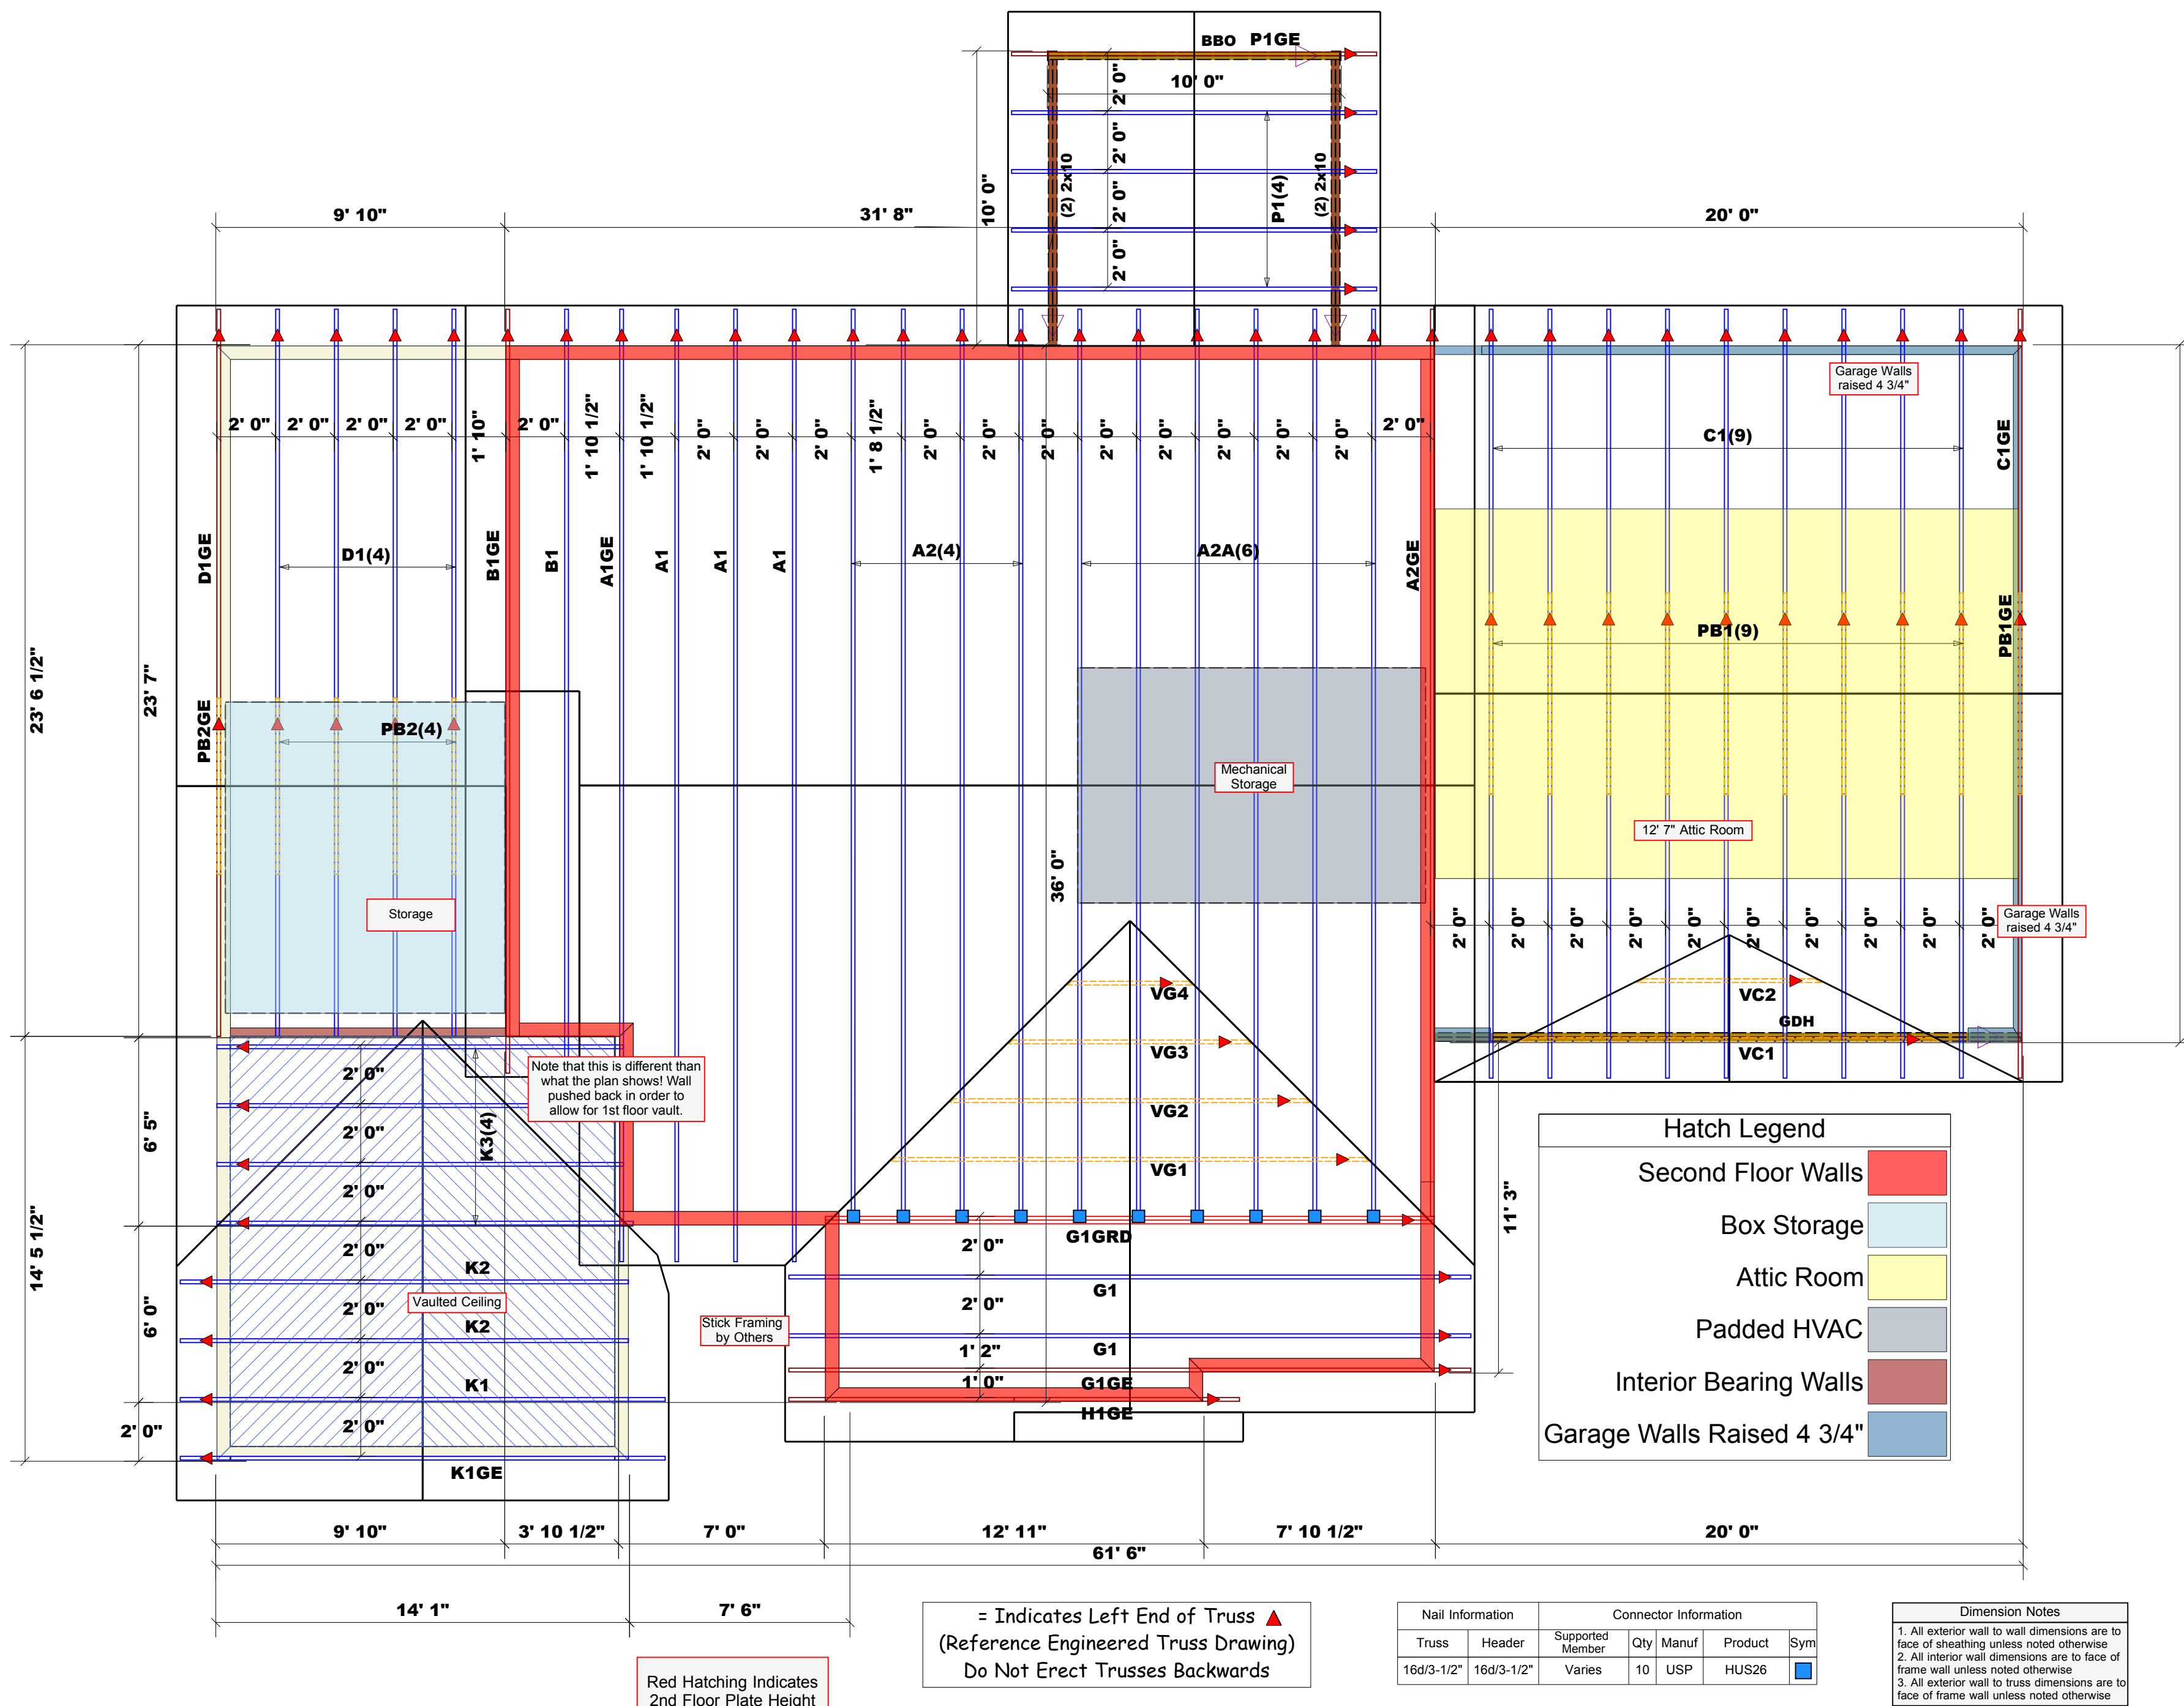 BBO P1GE
10' 0"
2' 0"
2' 0"
2' 0"
2' 0"
10' 0"
(2) 2x10
(2) 2x10
P1(4)
9' 10"
31' 8"
20' 0"
Garage Walls
raised 4 3/4"
2' 0"
2' 0"
2' 0"
2' 0"
1' 10"
2' 0"
1' 10 1/2"
1' 10 1/2"
2' 0"
2' 0"
2' 0"
1' 8 1/2"
2' 0"
2' 0"
2' 0"
2' 0"
2' 0"
2' 0"
2' 0"
2' 0"
2' 0"
C1(9)
C1GE
D1GE
D1(4)
B1GE
B1
A1GE
A1
A1
A1
A2(4)
A2A(6)
A2GE
23' 6 1/2"
23' 7"
PB2GE
PB2(4)
PB1(9)
PB1GE
Mechanical
Storage
12' 7" Attic Room
36' 0"
Storage
2' 0"
2' 0"
2' 0"
2' 0"
2' 0"
2' 0"
2' 0"
2' 0"
2' 0"
2' 0"
Garage Walls
raised 4 3/4"
VG4
VG3
VG2
VG1
VC2
GDH
VC1
Note that this is different than
what the plan shows! Wall
pushed back in order to
allow for 1st floor vault.
2' 0"
2' 0"
2' 0"
2' 0"
2' 0"
2' 0"
2' 0"
K3(4)
6' 5"
14' 5 1/2"
6' 0"
2' 0"
K2
Vaulted Ceiling
K2
K1
K1GE
G1GRD
2' 0"
G1
2' 0"
Stick Framing
by Others
G1
1' 2"
1' 0"
G1GE
H1GE
11' 3"
Hatch Legend
Second Floor Walls
Box Storage
Attic Room
Padded HVAC
Interior Bearing Walls
Garage Walls Raised 4 3/4"
9' 10"
3' 10 1/2"
7' 0"
12' 11"
7' 10 1/2"
20' 0"
61' 6"
14' 1"
7' 6"
= Indicates Left End of Truss
(Reference Engineered Truss Drawing)
Do Not Erect Trusses Backwards
Red Hatching Indicates
2nd Floor Plate Height
Nail Information Connector Information
Truss Header Supported Member Qty Manuf Product Sym
16d/3-1/2" 16d/3-1/2" Varies 10 USP HUS26
Dimension Notes
1. All exterior wall to wall dimensions are to
face of sheathing unless noted otherwise
2. All interior wall dimensions are to face of
frame wall unless noted otherwise
3. All exterior wall to truss dimensions are to
face of frame wall unless noted otherwise